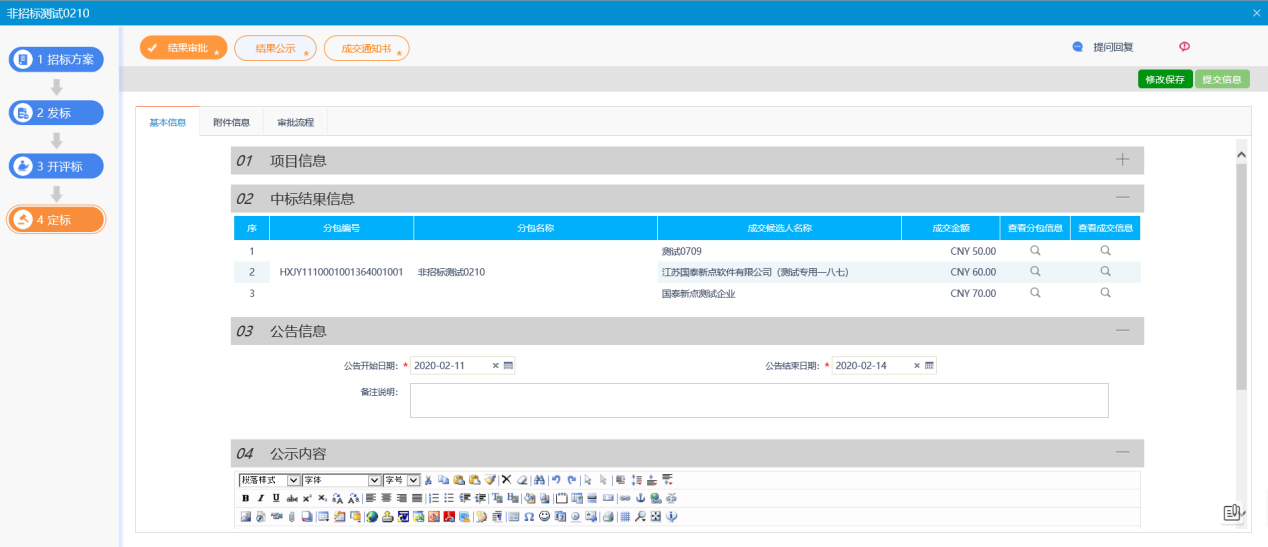 非招标测试0210
1 招标方案
2 发标
3 开评标
4 定标
结果审批 * 结果公示 * 成交通知书 *
提问回复
修改保存 提交信息
基本信息 附件信息 审批流程
01 项目信息
02 中标结果信息
序 分包编号 分包名称 成交候选人名称 成交金额 查看分包信息 查看成交信息
1 测试0709 CNY 50.00
2 HXJY1110001001364001001 非招标测试0210 江苏国泰新点软件有限公司（测试专用一八七） CNY 60.00
3 国泰新点测试企业 CNY 70.00
03 公告信息
公告开始日期: * 2020-02-11 公告结束日期: * 2020-02-14
备注说明:
04 公示内容
段落样式 字体 字号